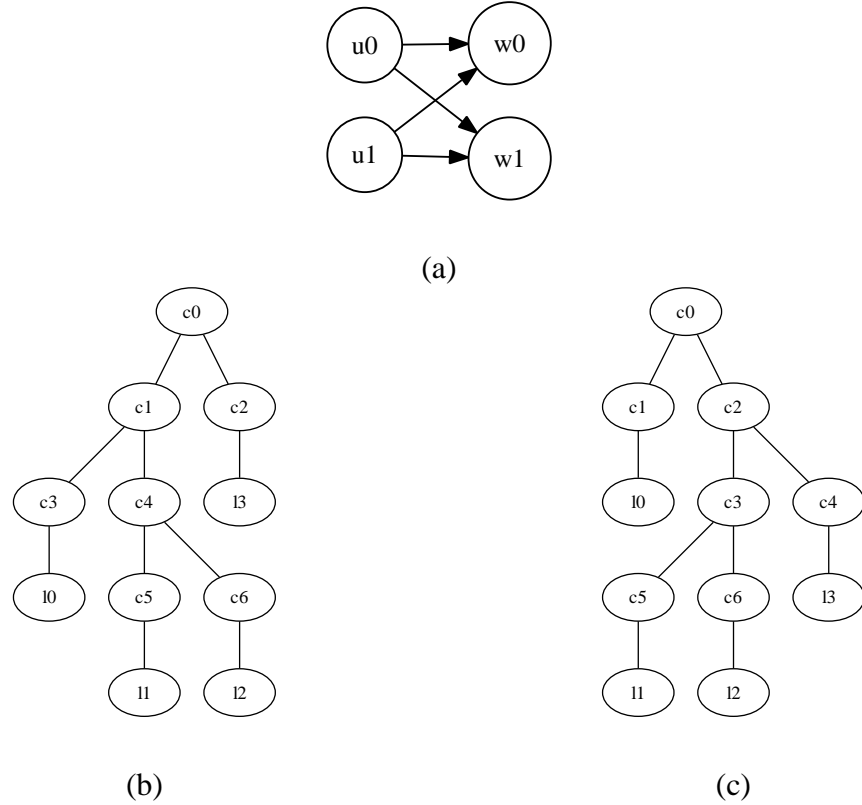 u0 w0
u1 w1
(a)
c0 c0
c1 c2 c1 c2
c3 c4 l3 l0 c3 c4
l0 c5 c6 c5 c6 l3
l1 l2 l1 l2
(b) (c)